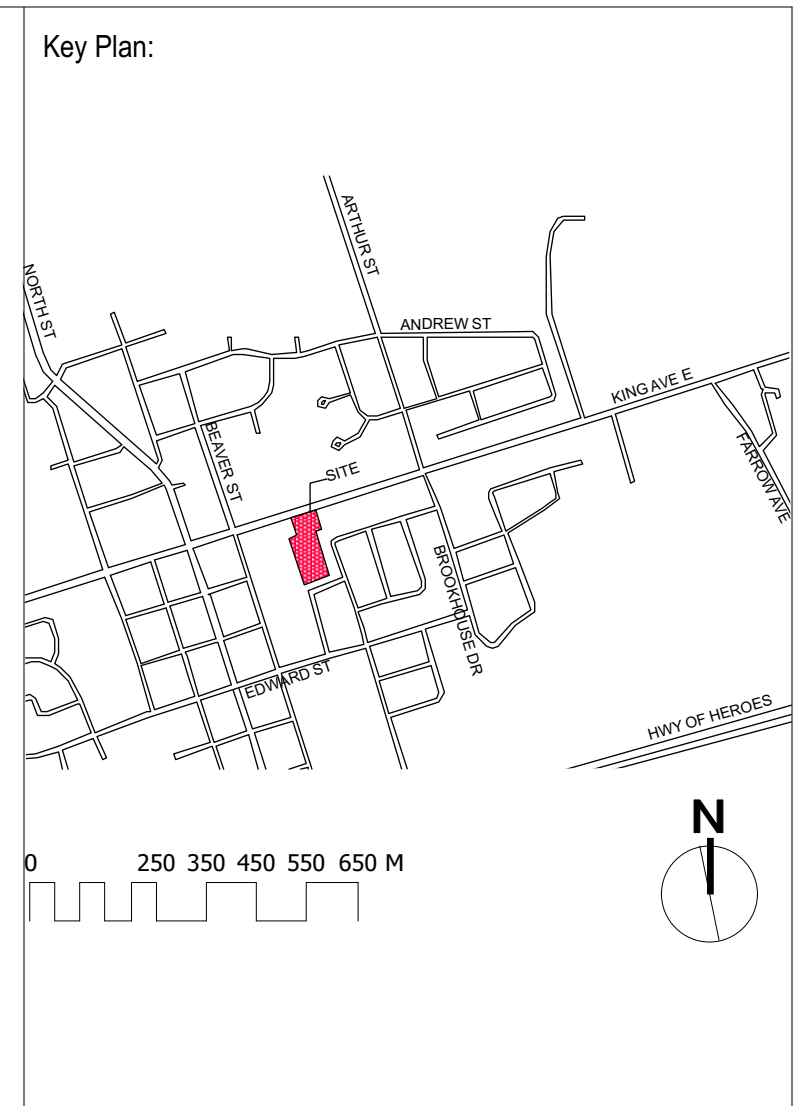 Key Plan:
ARTHUR ST
NORTH ST
ANDREW ST
KING AVE E
BEAVER ST
FARROW AVE
SITE
BROOKHOUSE DR
EDWARD ST
HWY OF HEROES
N
0 250 350 450 550 650 M